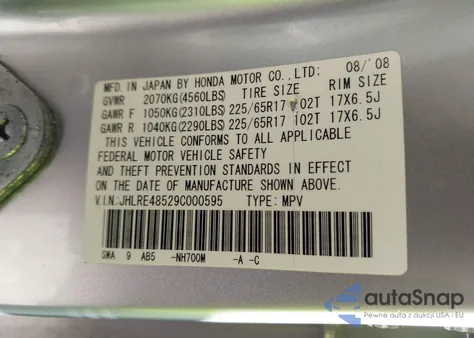 MFD. IN JAPAN BY HONDA MOTOR CO., LTD: 08/'08
GVWR 2070KG(4560LBS) TIRE SIZE RIM SIZE
GAWR F 1050KG(2310LBS) 225/65R17 102T 17X6.5J
GAWR R 1040KG(2290LBS) 225/65R17 102T 17X6.5J
THIS VEHICLE CONFORMS TO ALL APPLICABLE
FEDERAL MOTOR VEHICLE SAFETY
AND THEFT PREVENTION STANDARDS IN EFFECT
ON THE DATE OF MANUFACTURE SHOWN ABOVE.
V.I.N.:JHLRE48529C000595 TYPE: MPV
SWA 9 AB5 -NH700M -A -C
autoSnap
Pewne auta z aukcji USA i EU